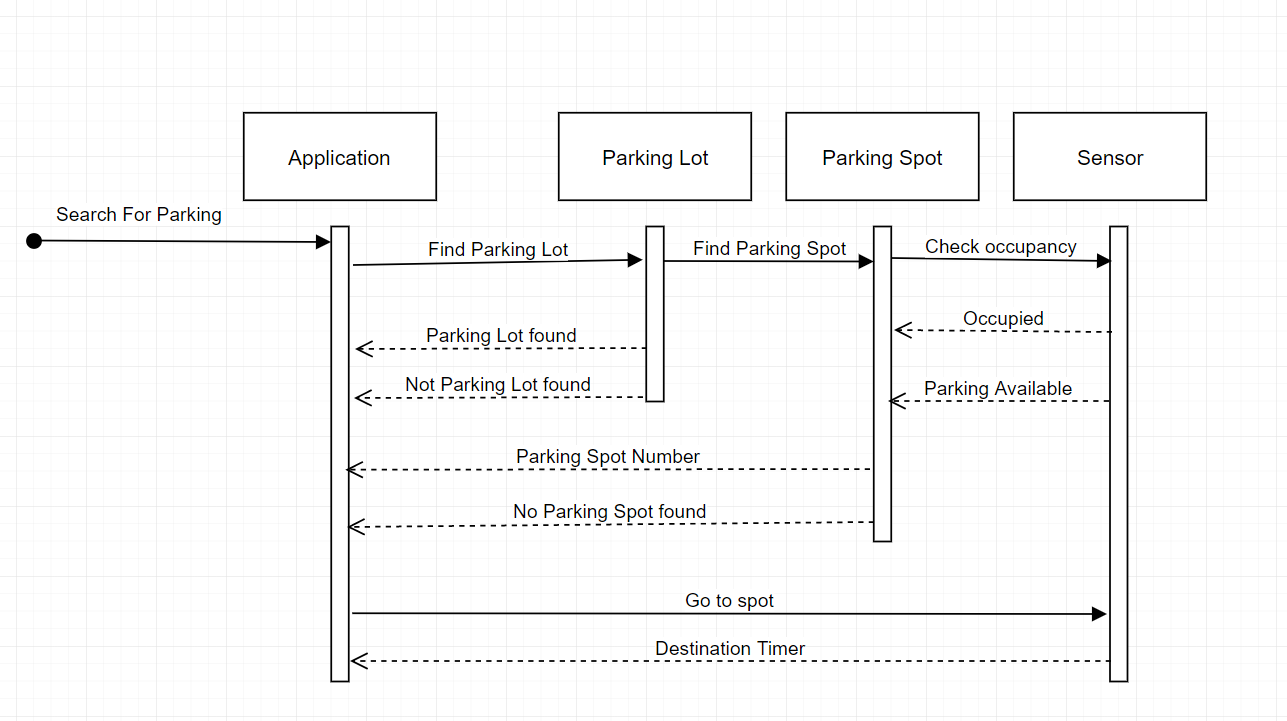 Application
Parking Lot
Parking Spot
Sensor
Search For Parking
Find Parking Lot
Find Parking Spot
Check occupancy
Occupied
Parking Lot found
Not Parking Lot found
Parking Available
Parking Spot Number
No Parking Spot found
Go to spot
Destination Timer